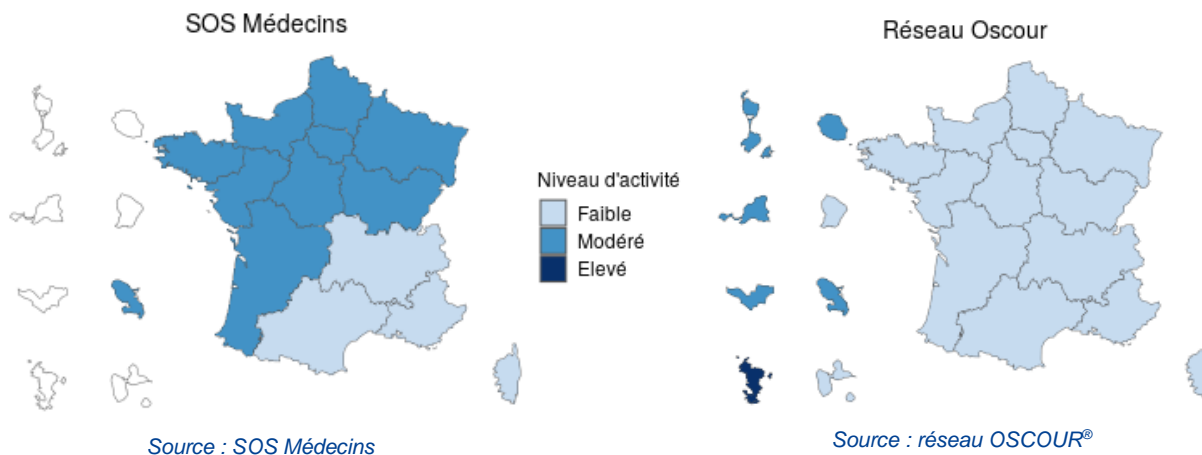 SOS Médecins
Réseau Oscour
Niveau d'activité
Faible
Modéré
Elevé
Source : SOS Médecins
Source : réseau OSCOUR®